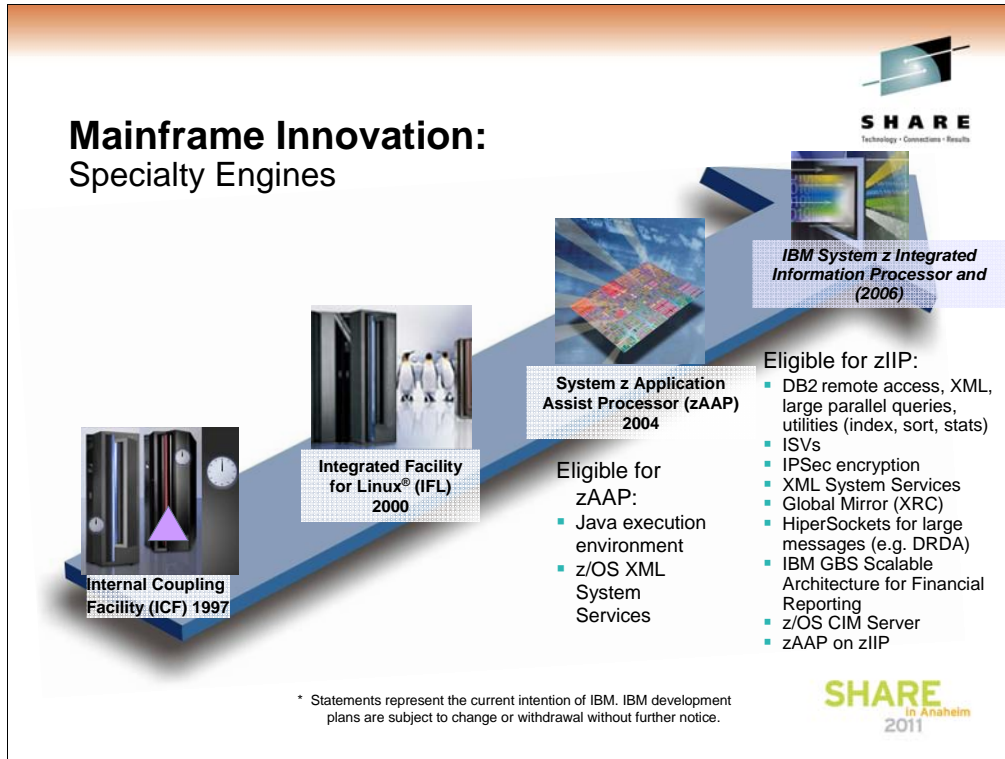 SHARE
Technology • Connections • Results
Mainframe Innovation:
Specialty Engines
Internal Coupling
Facility (ICF) 1997
Integrated Facility
for Linux® (IFL)
2000
System z Application
Assist Processor (zAAP)
2004
Eligible for
zAAP:
Java execution
environment
z/OS XML
System
Services
IBM System z Integrated
Information Processor and
(2006)
Eligible for zIIP:
DB2 remote access, XML,
large parallel queries,
utilities (index, sort, stats)
ISVs
IPSec encryption
XML System Services
Global Mirror (XRC)
HiperSockets for large
messages (e.g. DRDA)
IBM GBS Scalable
Architecture for Financial
Reporting
z/OS CIM Server
zAAP on zIIP
* Statements represent the current intention of IBM. IBM development
plans are subject to change or withdrawal without further notice.
SHARE
in Anaheim
2011